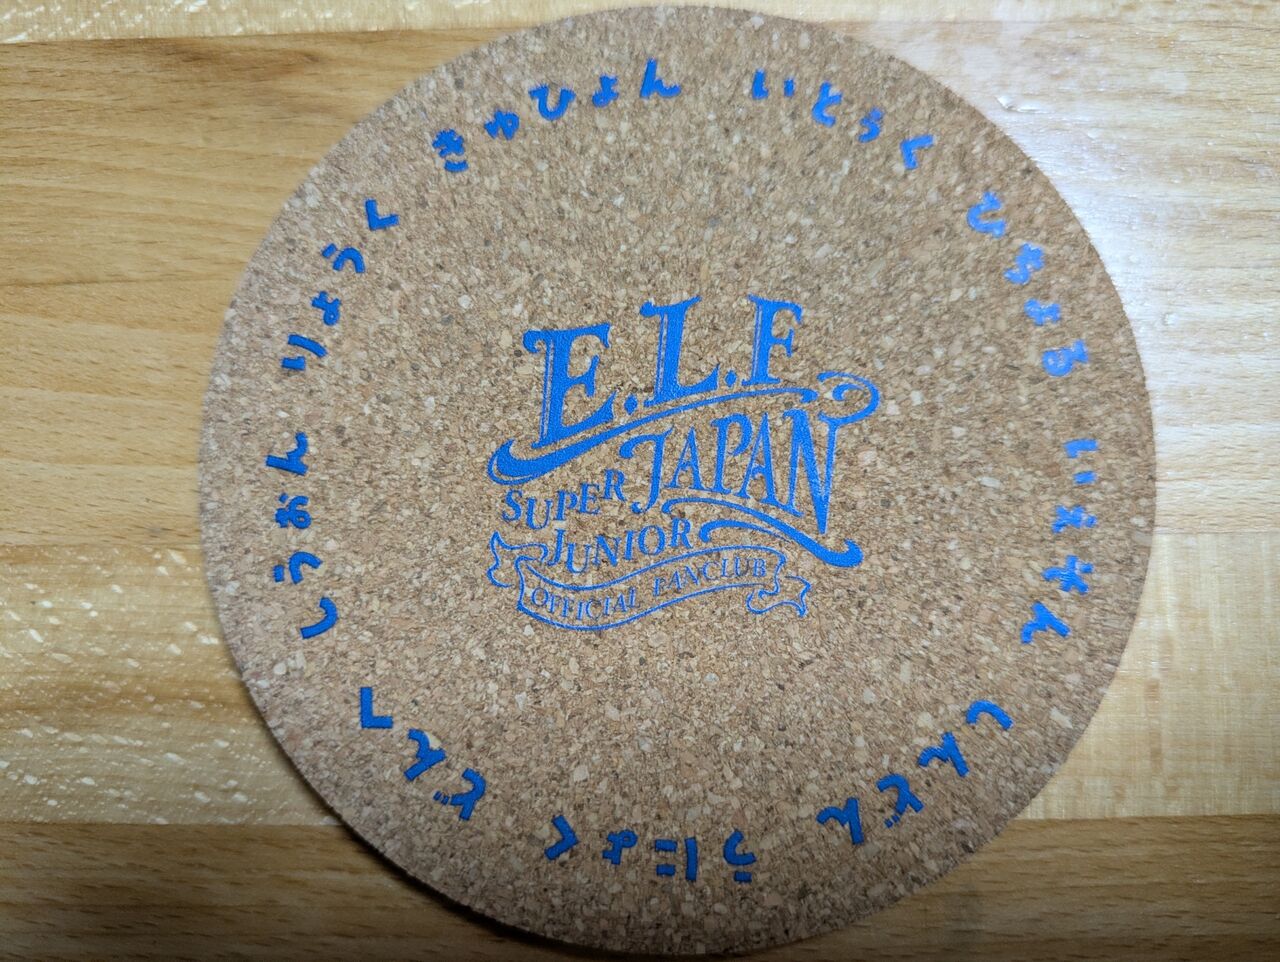 いとぅく
ひちょる
いぇそん
しんどん
うにょく
どんへ
しうぉん
りょうく
きゅひょん
E.L.F.
JAPAN
SUPER
JUNIOR
OFFICIAL FANCLUB